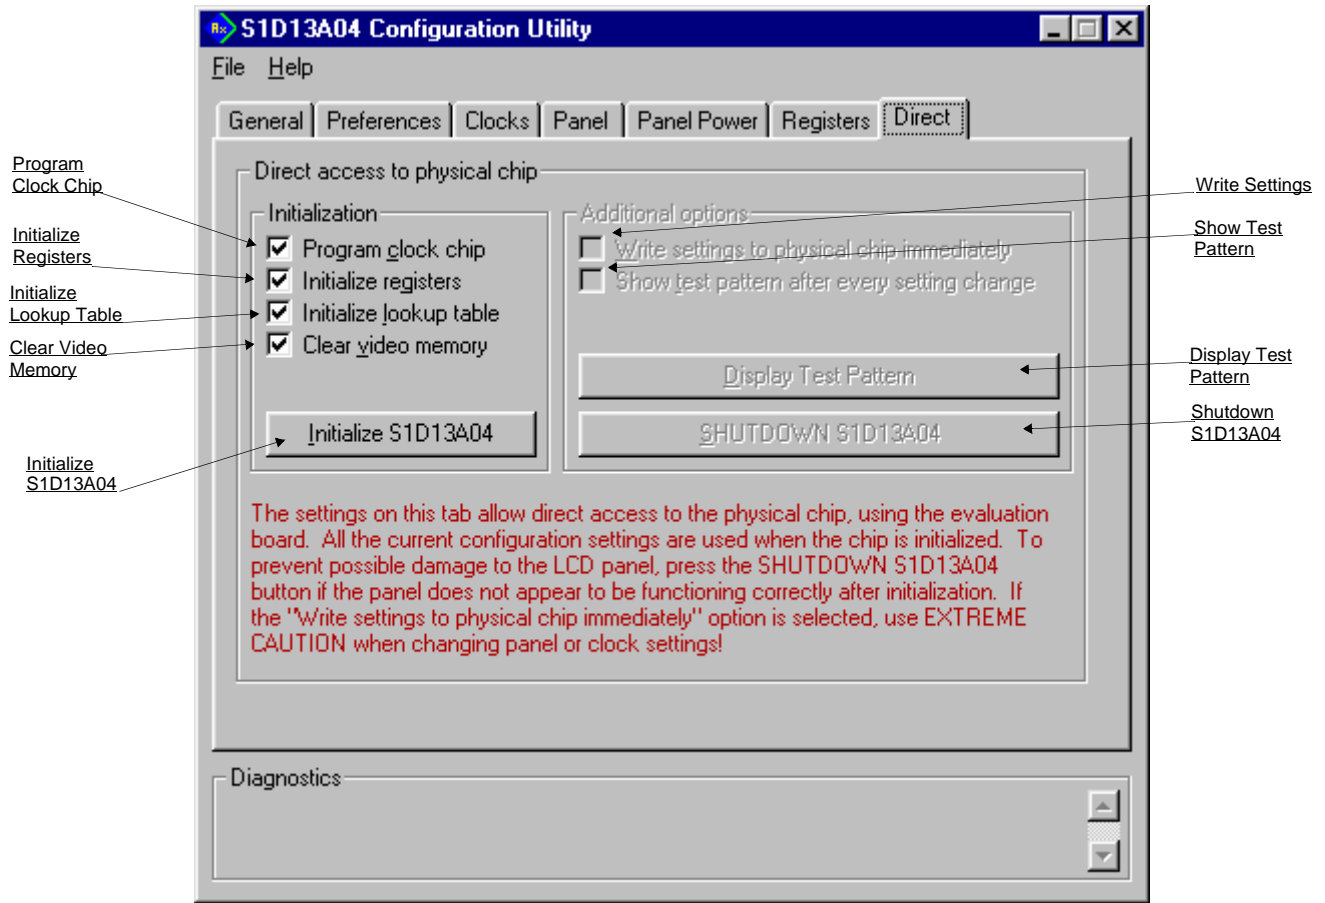 S1D13A04 Configuration Utility
File Help
General Preferences Clocks Panel Panel Power Registers Direct
Direct access to physical chip
Initialization
Program clock chip
Initialize registers
Initialize lookup table
Clear video memory
Initialize S1D13A04
Additional options
Write settings to physical chip immediately
Show test pattern after every setting change
Display Test Pattern
SHUTDOWN S1D13A04
The settings on this tab allow direct access to the physical chip, using the evaluation
board. All the current configuration settings are used when the chip is initialized. To
prevent possible damage to the LCD panel, press the SHUTDOWN S1D13A04
button if the panel does not appear to be functioning correctly after initialization. If
the "Write settings to physical chip immediately" option is selected, use EXTREME
CAUTION when changing panel or clock settings!
Diagnostics
Program
Clock Chip
Initialize
Registers
Initialize
Lookup Table
Clear Video
Memory
Initialize
S1D13A04
Write Settings
Show Test
Pattern
Display Test
Pattern
Shutdown
S1D13A04